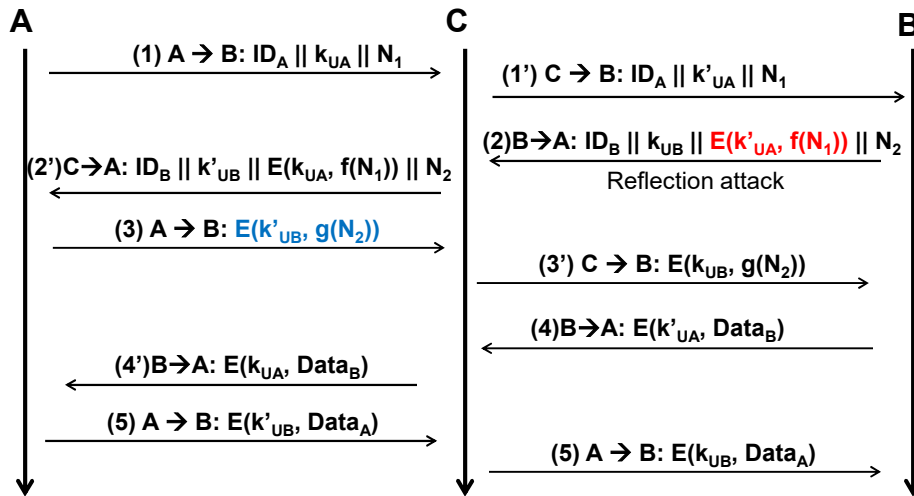 A
C
B
(1) A → B: ID_A || k_UA || N_1
(1’) C → B: ID_A || k’_UA || N_1
(2)B→A: ID_B || k_UB || E(k’_UA, f(N_1)) || N_2
Reflection attack
(2’)C→A: ID_B || k’_UB || E(k_UA, f(N_1)) || N_2
(3) A → B: E(k’_UB, g(N_2))
(3’) C → B: E(k_UB, g(N_2))
(4)B→A: E(k’_UA, Data_B)
(4’)B→A: E(k_UA, Data_B)
(5) A → B: E(k’_UB, Data_A)
(5) A → B: E(k_UB, Data_A)